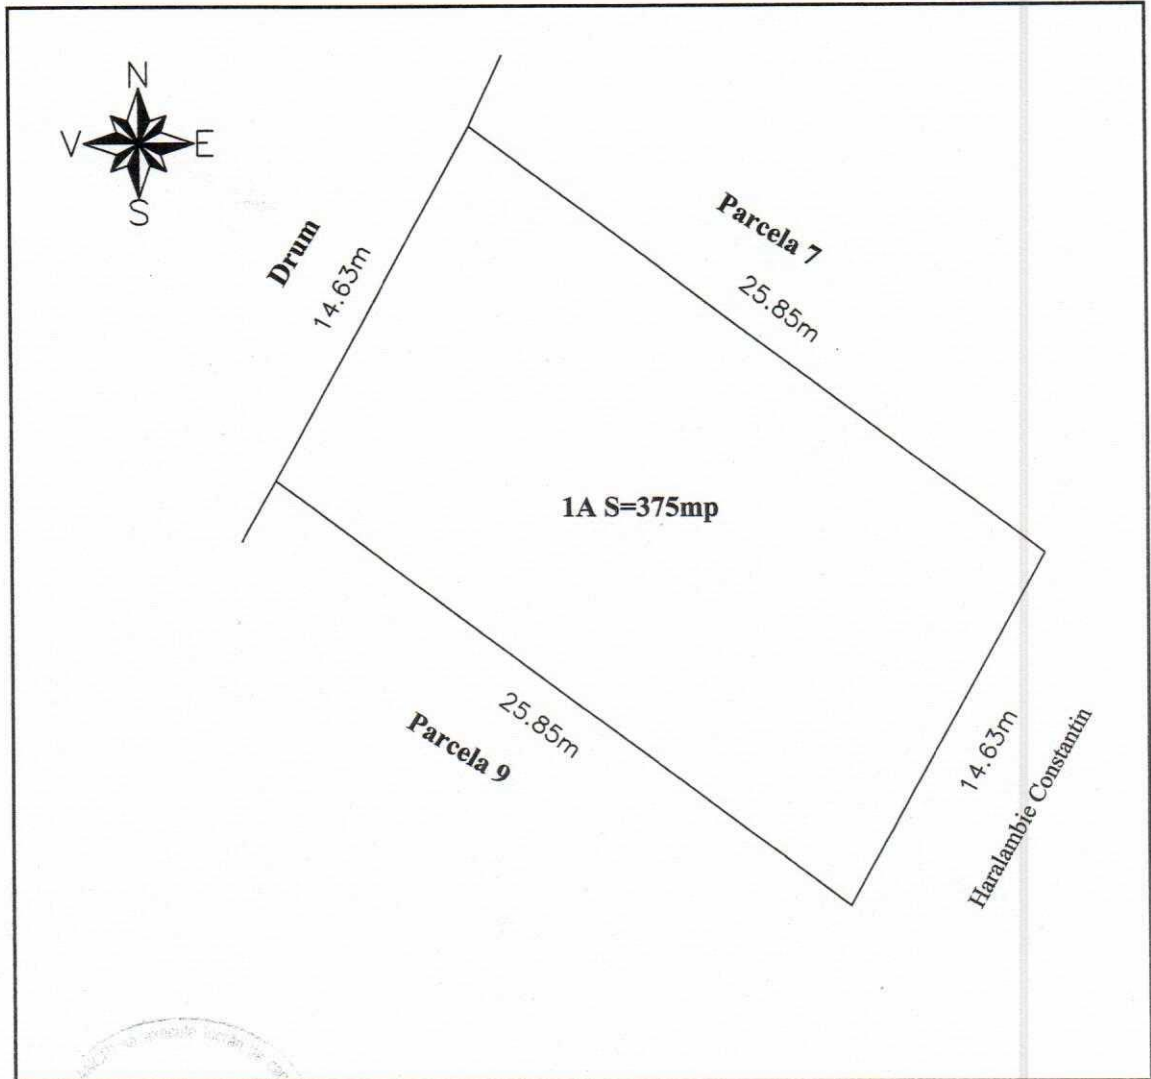 N
V E
S
Drum
14.63m
Parcela 7
25.85m
1A S=375mp
25.85m
Parcela 9
14.63m
Haralambie Constantin